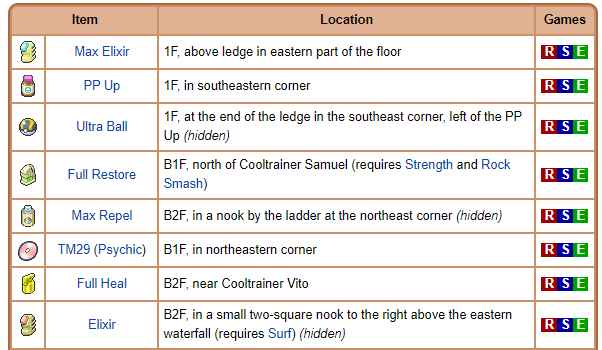 Item Location Games
Max Elixir 1F, above ledge in eastern part of the floor R S E
PP Up 1F, in southeastern corner R S E
Ultra Ball 1F, at the end of the ledge in the southeast corner, left of the PP
Up (hidden) R S E
Full Restore B1F, north of Cooltrainer Samuel (requires Strength and Rock
Smash) R S E
Max Repel B2F, in a nook by the ladder at the northeast corner (hidden) R S E
TM29 (Psychic) B1F, in northeastern corner R S E
Full Heal B2F, near Cooltrainer Vito R S E
Elixir B2F, in a small two-square nook to the right above the eastern
waterfall (requires Surf) (hidden) R S E